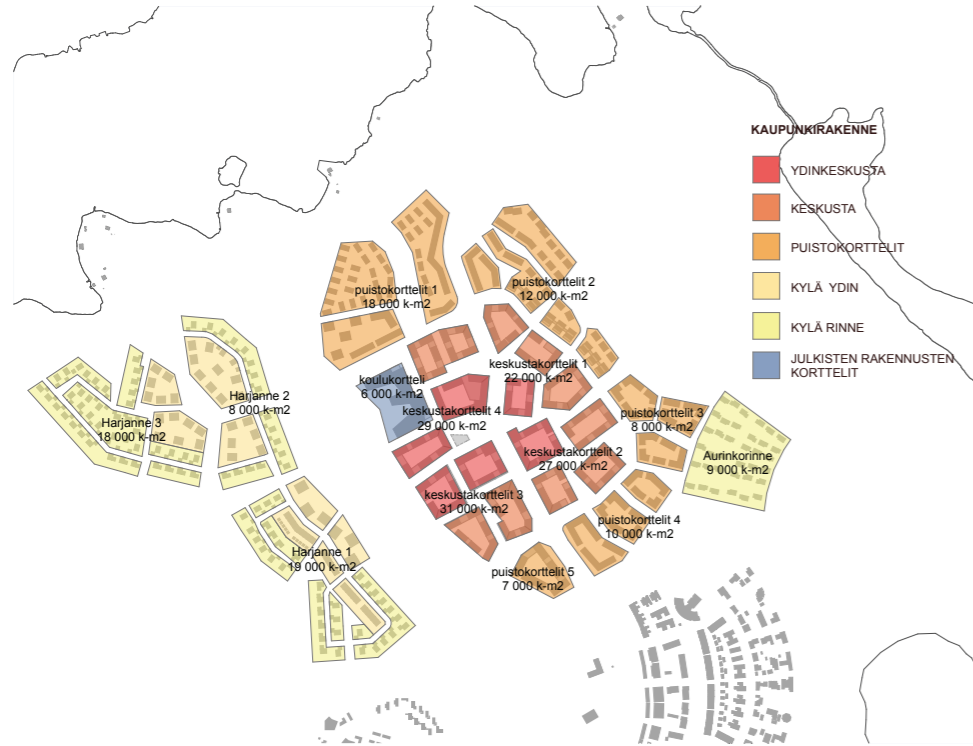 KAUPUNKIRAKENNE
YDINKESKUSTA
KESKUSTA
PUISTOKORTTELIT
KYLÄ YDIN
KYLÄ RINNE
JULKISTEN RAKENNUSTEN
KORTTELIT
puistokorttelit 1
18 000 k-m2
puistokorttelit 2
12 000 k-m2
keskustakorttelit 1
22 000 k-m2
koulukortteli
6 000 k-m2
keskustakorttelit 4
29 000 k-m2
Harjanne 2
8 000 k-m2
Harjanne 3
18 000 k-m2
puistokorttelit 3
8 000 k-m2
Aurinkorinne
9 000 k-m2
keskustakorttelit 2
27 000 k-m2
keskustakorttelit 3
31 000 k-m2
puistokorttelit 4
10 000 k-m2
Harjanne 1
19 000 k-m2
puistokorttelit 5
7 000 k-m2